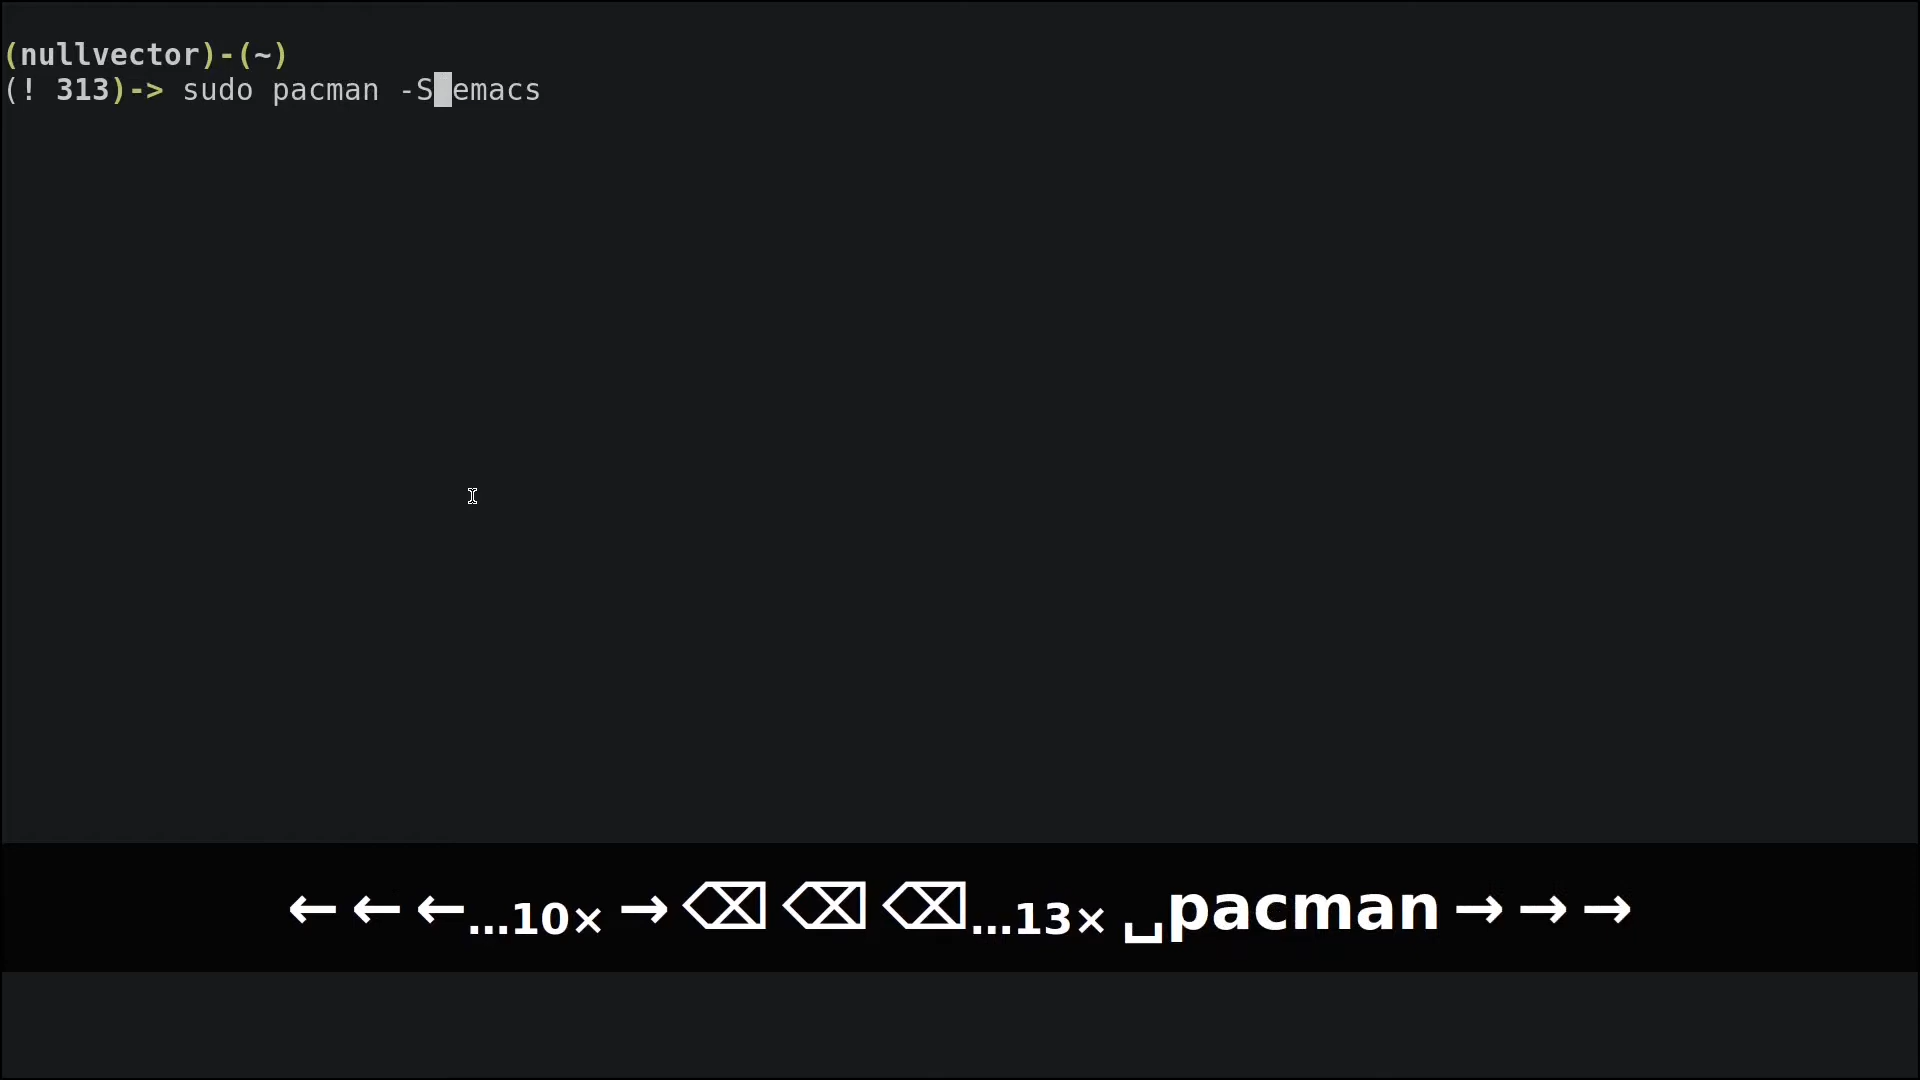 (nullvector)-(~)
(! 313)-> sudo pacman -S emacs
←←←...10× →⌫⌫⌫...13× ␣pacman→→→